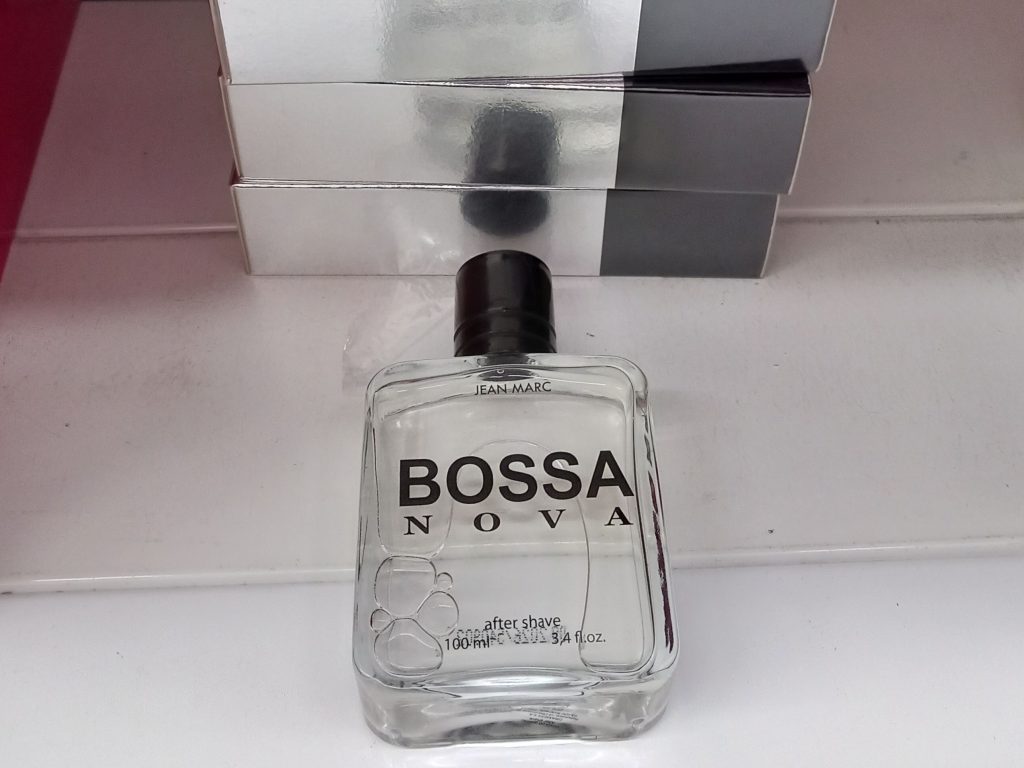 JEAN MARC
BOSSA
NOVA
after shave
100 ml 3,4 fl.oz.